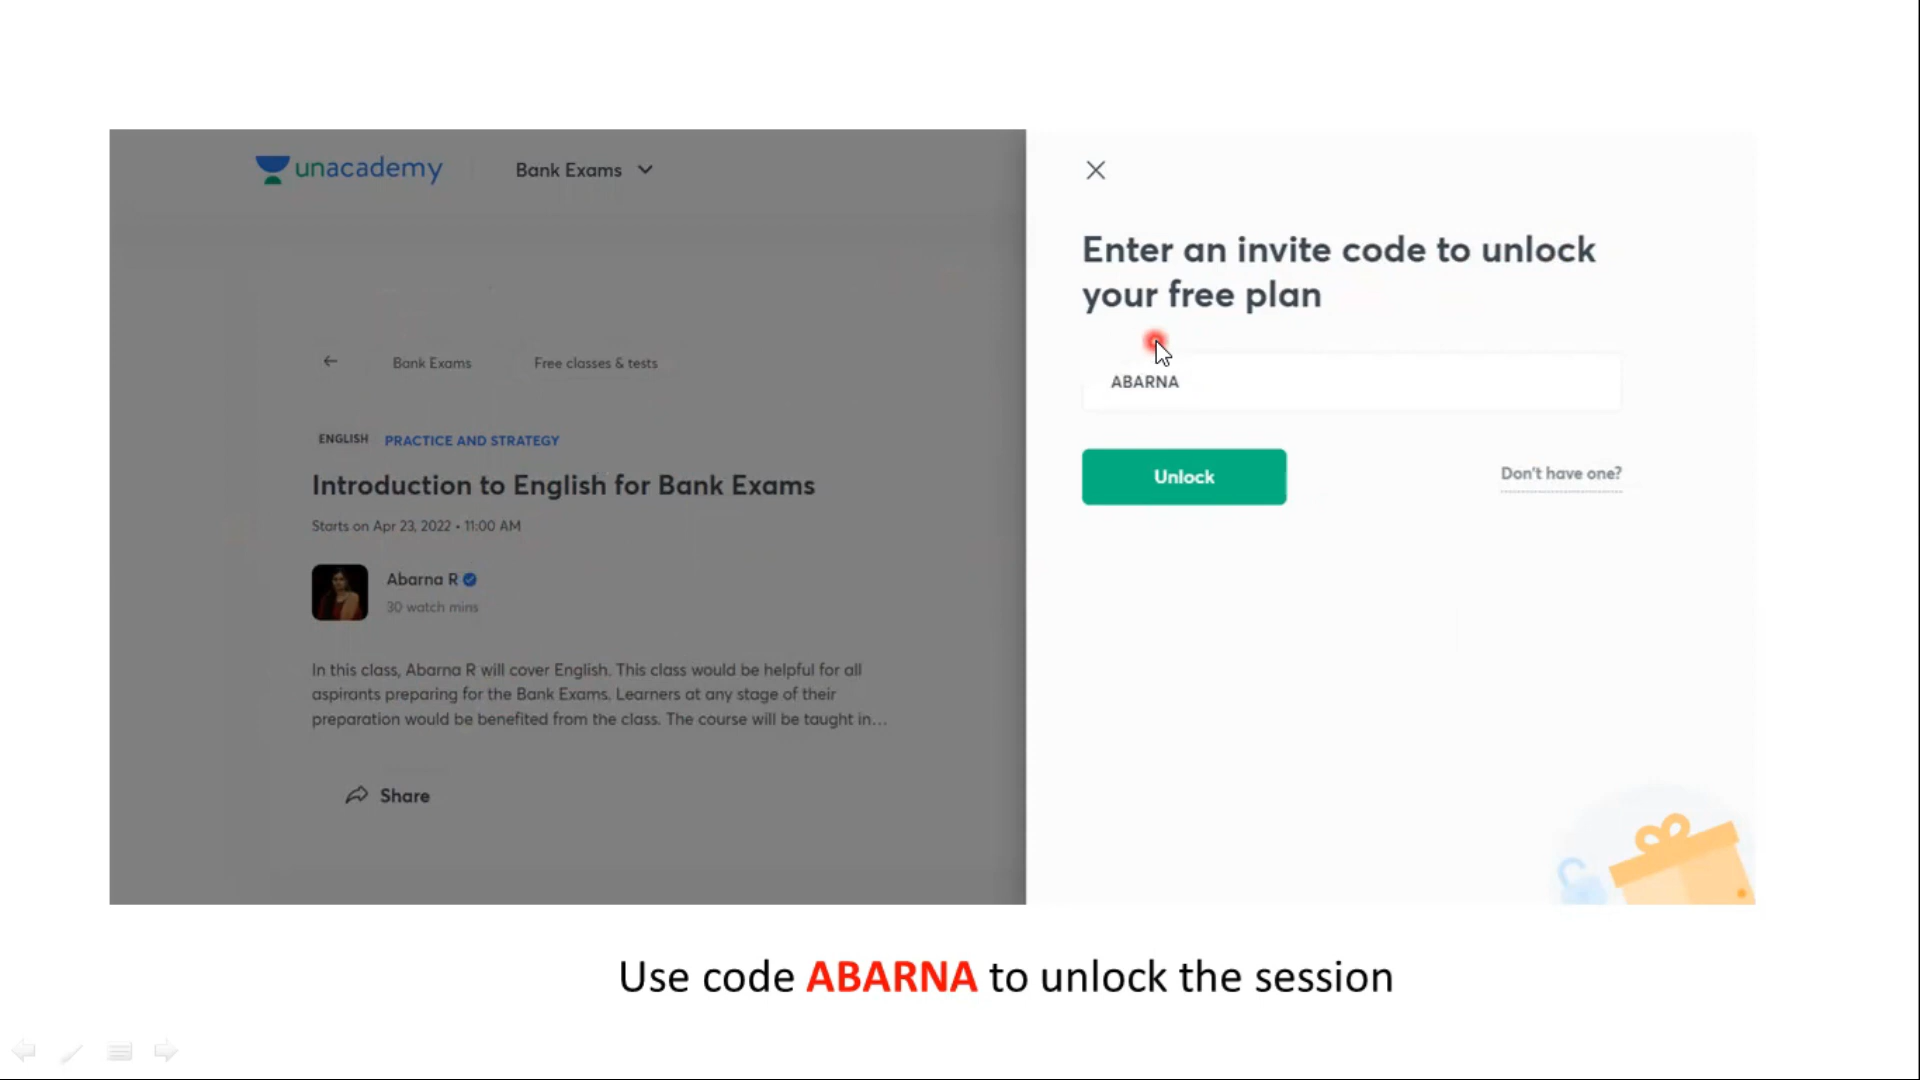 unacademy
Bank Exams
Bank Exams
Free classes & tests
ENGLISH PRACTICE AND STRATEGY
Introduction to English for Bank Exams
Starts on Apr 23, 2022 • 11:00 AM
Abarna R
30 watch mins
In this class, Abarna R will cover English. This class would be helpful for all
aspirants preparing for the Bank Exams. Learners at any stage of their
preparation would be benefited from the class. The course will be taught in...
Share
Enter an invite code to unlock
your free plan
ABARNA
Unlock
Don't have one?
Use code ABARNA to unlock the session